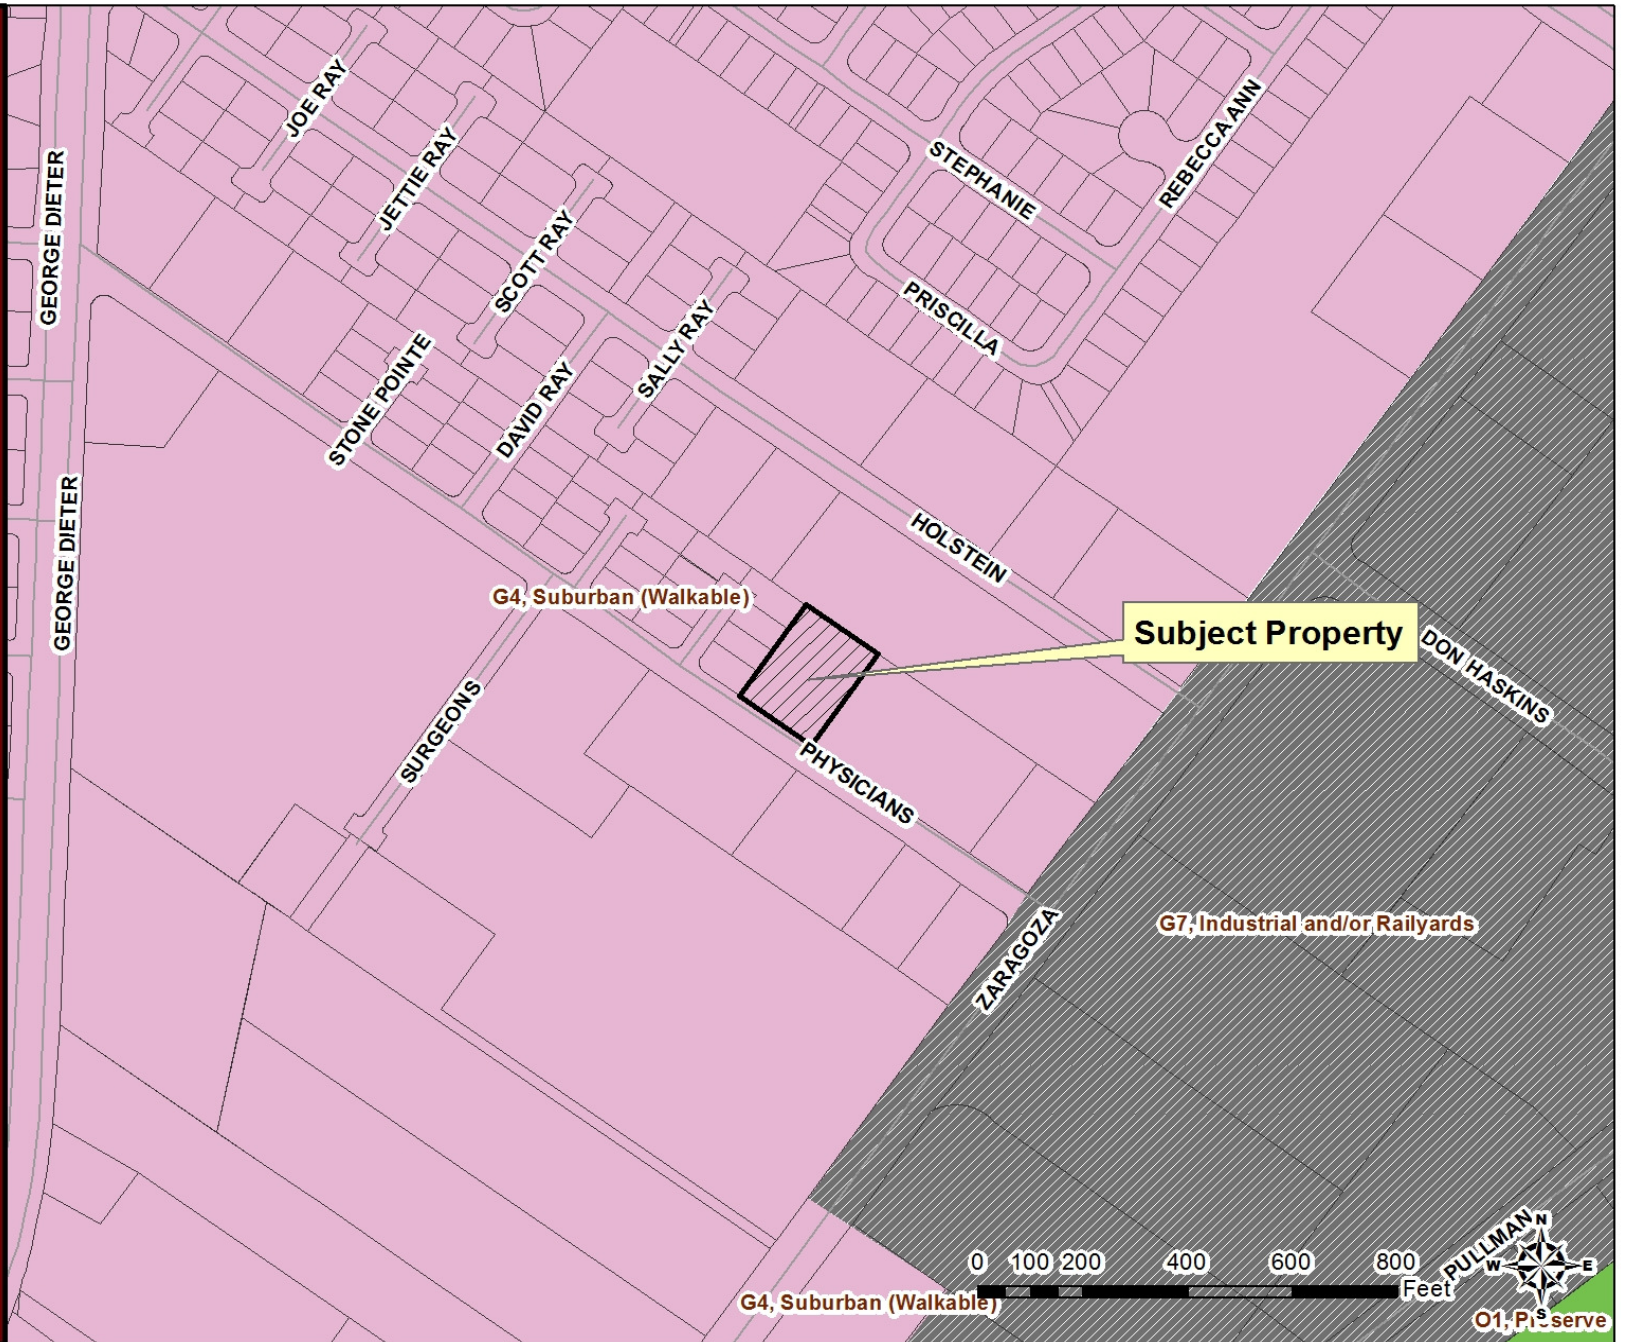 JOE RAY
REBECCA ANN
JETTIE RAY
STEPHANIE
GEORGE DIETER
SCOTT RAY
PRISCILLA
SALLY RAY
STONE POINTE
DAVID RAY
HOLSTEIN
GEORGE DIETER
G4, Suburban (Walkable)
Subject Property
DON HASKINS
SURGEONS
PHYSICIANS
G7, Industrial and/or Railyards
ZARAGOZA
PULLMAN
N
W
E
S
0 100 200 400 600 800
Feet
G4, Suburban (Walkable)
O1, Preserve